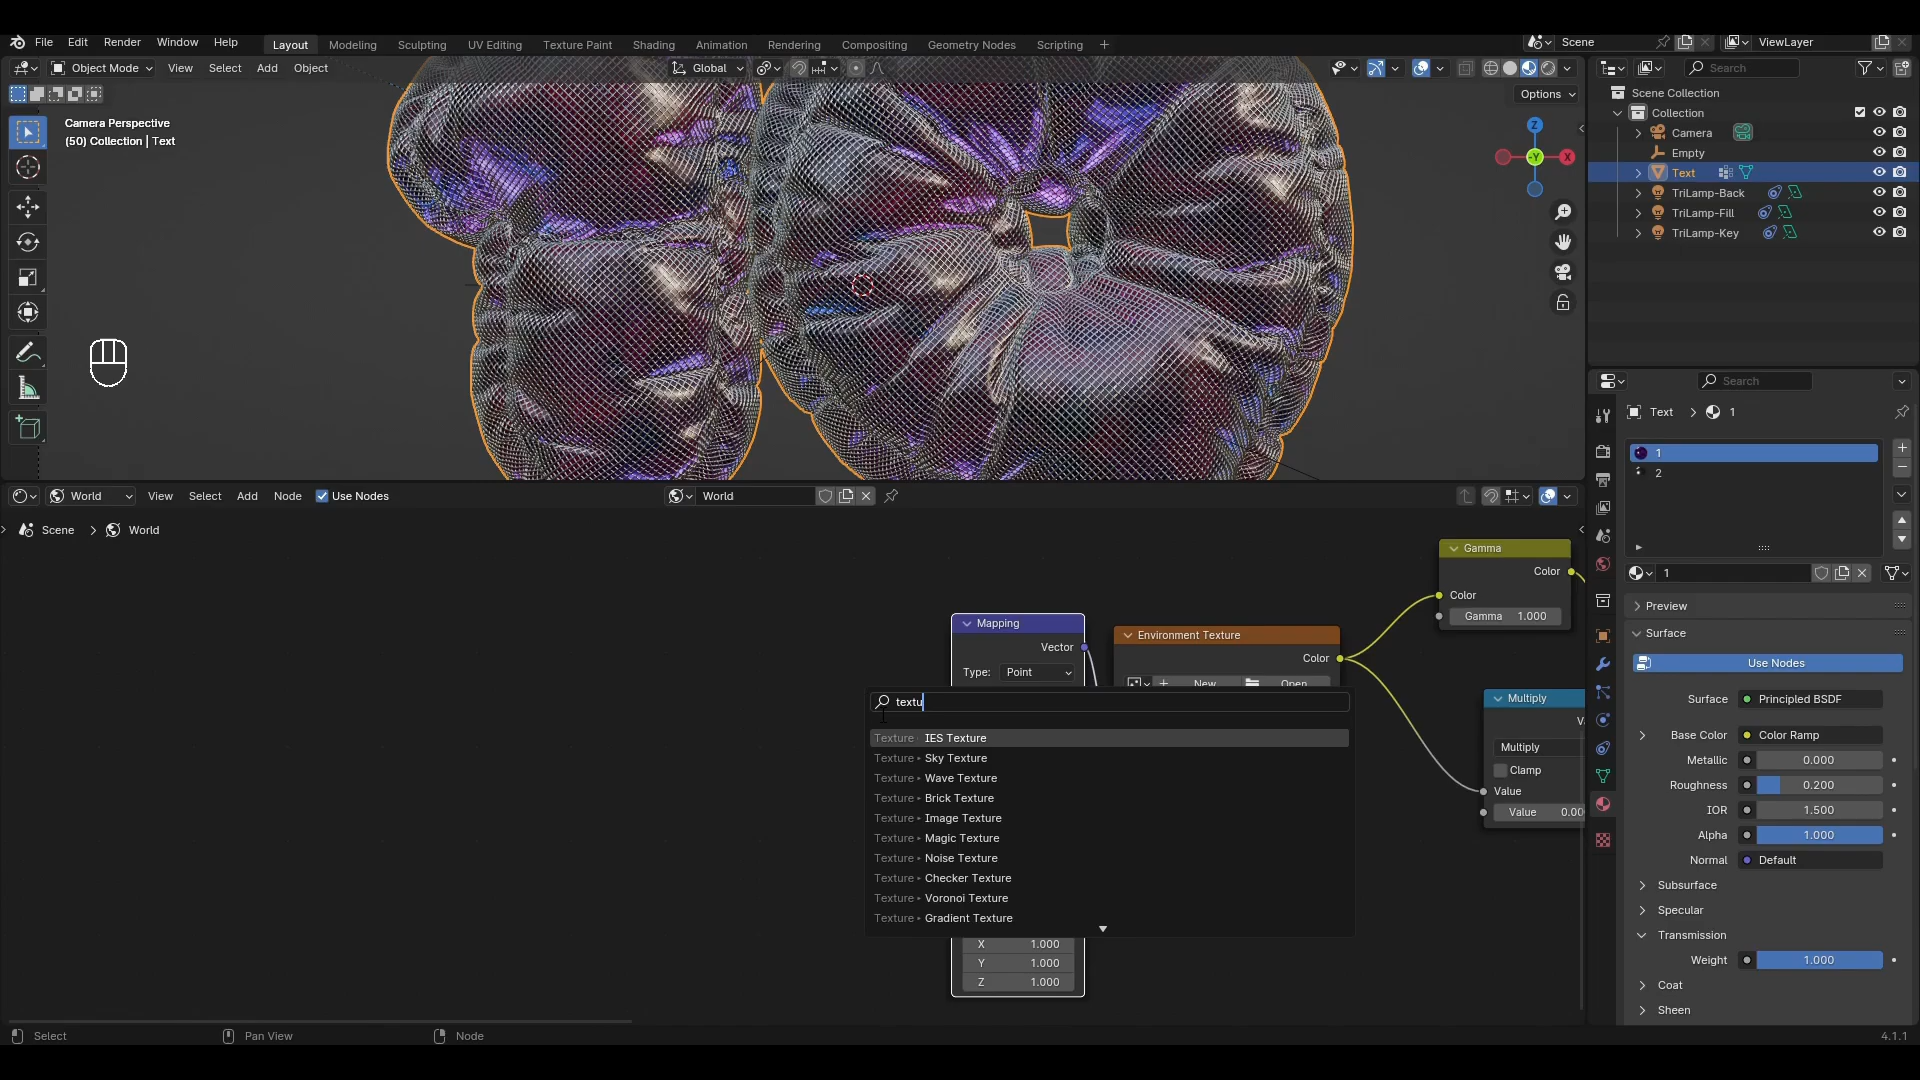 File Edit Render Window Help
Layout Modeling Sculpting UV Editing Texture Paint Shading Animation Rendering Compositing Geometry Nodes Scripting +
Scene
ViewLayer
Object Mode View Select Add Object
Global
Search
Options
Camera Perspective
(50) Collection | Text
Z
-Y
X
Scene Collection
Collection
Camera
Empty
Text
TriLamp-Back
TriLamp-Fill
TriLamp-Key
Search
Text > 1
1
2
1
Preview
Surface
Use Nodes
Surface Principled BSDF
Base Color Color Ramp
Metallic 0.000
Roughness 0.200
IOR 1.500
Alpha 1.000
Normal Default
Subsurface
Specular
Transmission
Weight 1.000
Coat
Sheen
World View Select Add Node Use Nodes
World
Scene > World
Gamma
Color
Color
Gamma 1.000
Mapping
Vector
Type: Point
Environment Texture
Color
New Open
Multiply
Multiply
Clamp
Value
Value 0.00
textu
Texture IES Texture
Texture Sky Texture
Texture Wave Texture
Texture Brick Texture
Texture Image Texture
Texture Magic Texture
Texture Noise Texture
Texture Checker Texture
Texture Voronoi Texture
Texture Gradient Texture
X 1.000
Y 1.000
Z 1.000
Select Pan View Node
4.1.1